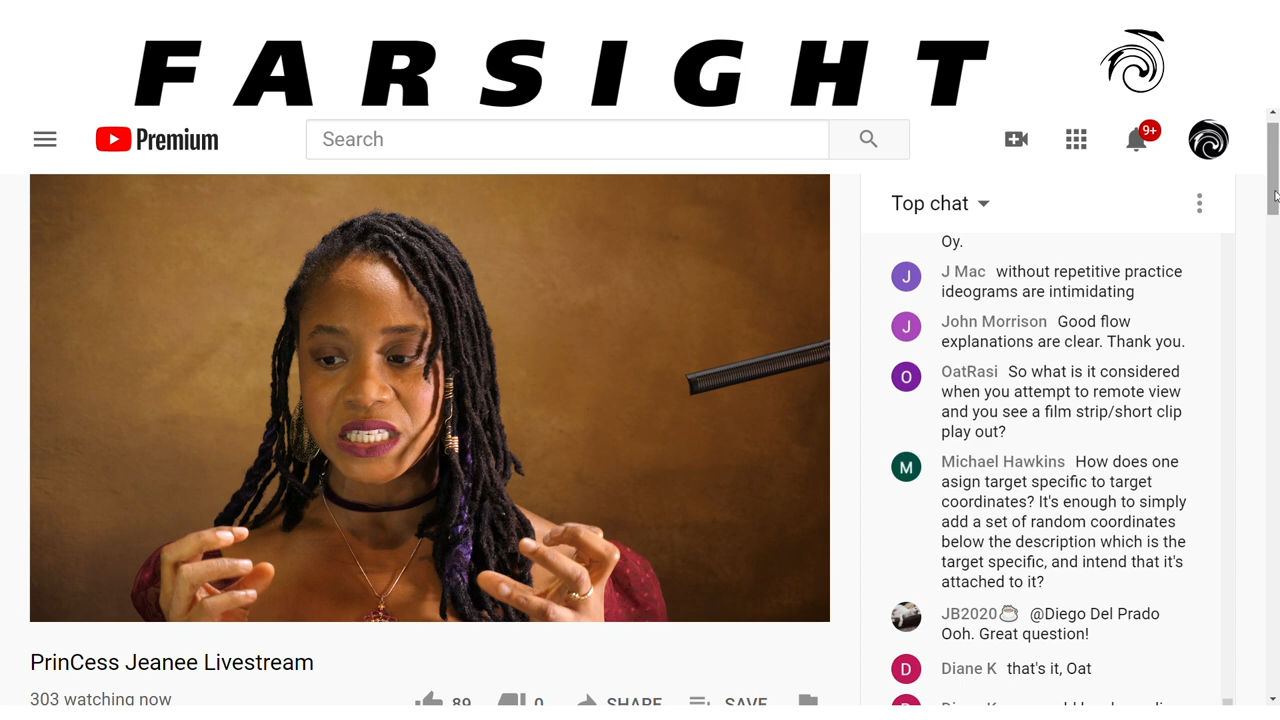 FARSIGHT
Premium
Search
9+
Top chat
Oy.
J
J Mac without repetitive practice
ideograms are intimidating
J
John Morrison Good flow
explanations are clear. Thank you.
O
OatRasi So what is it considered
when you attempt to remote view
and you see a film strip/short clip
play out?
M
Michael Hawkins How does one
asign target specific to target
coordinates? It's enough to simply
add a set of random coordinates
below the description which is the
target specific, and intend that it's
attached to it?
JB2020 @Diego Del Prado
Ooh. Great question!
D
Diane K that's it, Oat
PrinCess Jeanee Livestream
303 watching now
89
0
SHARE
SAVE